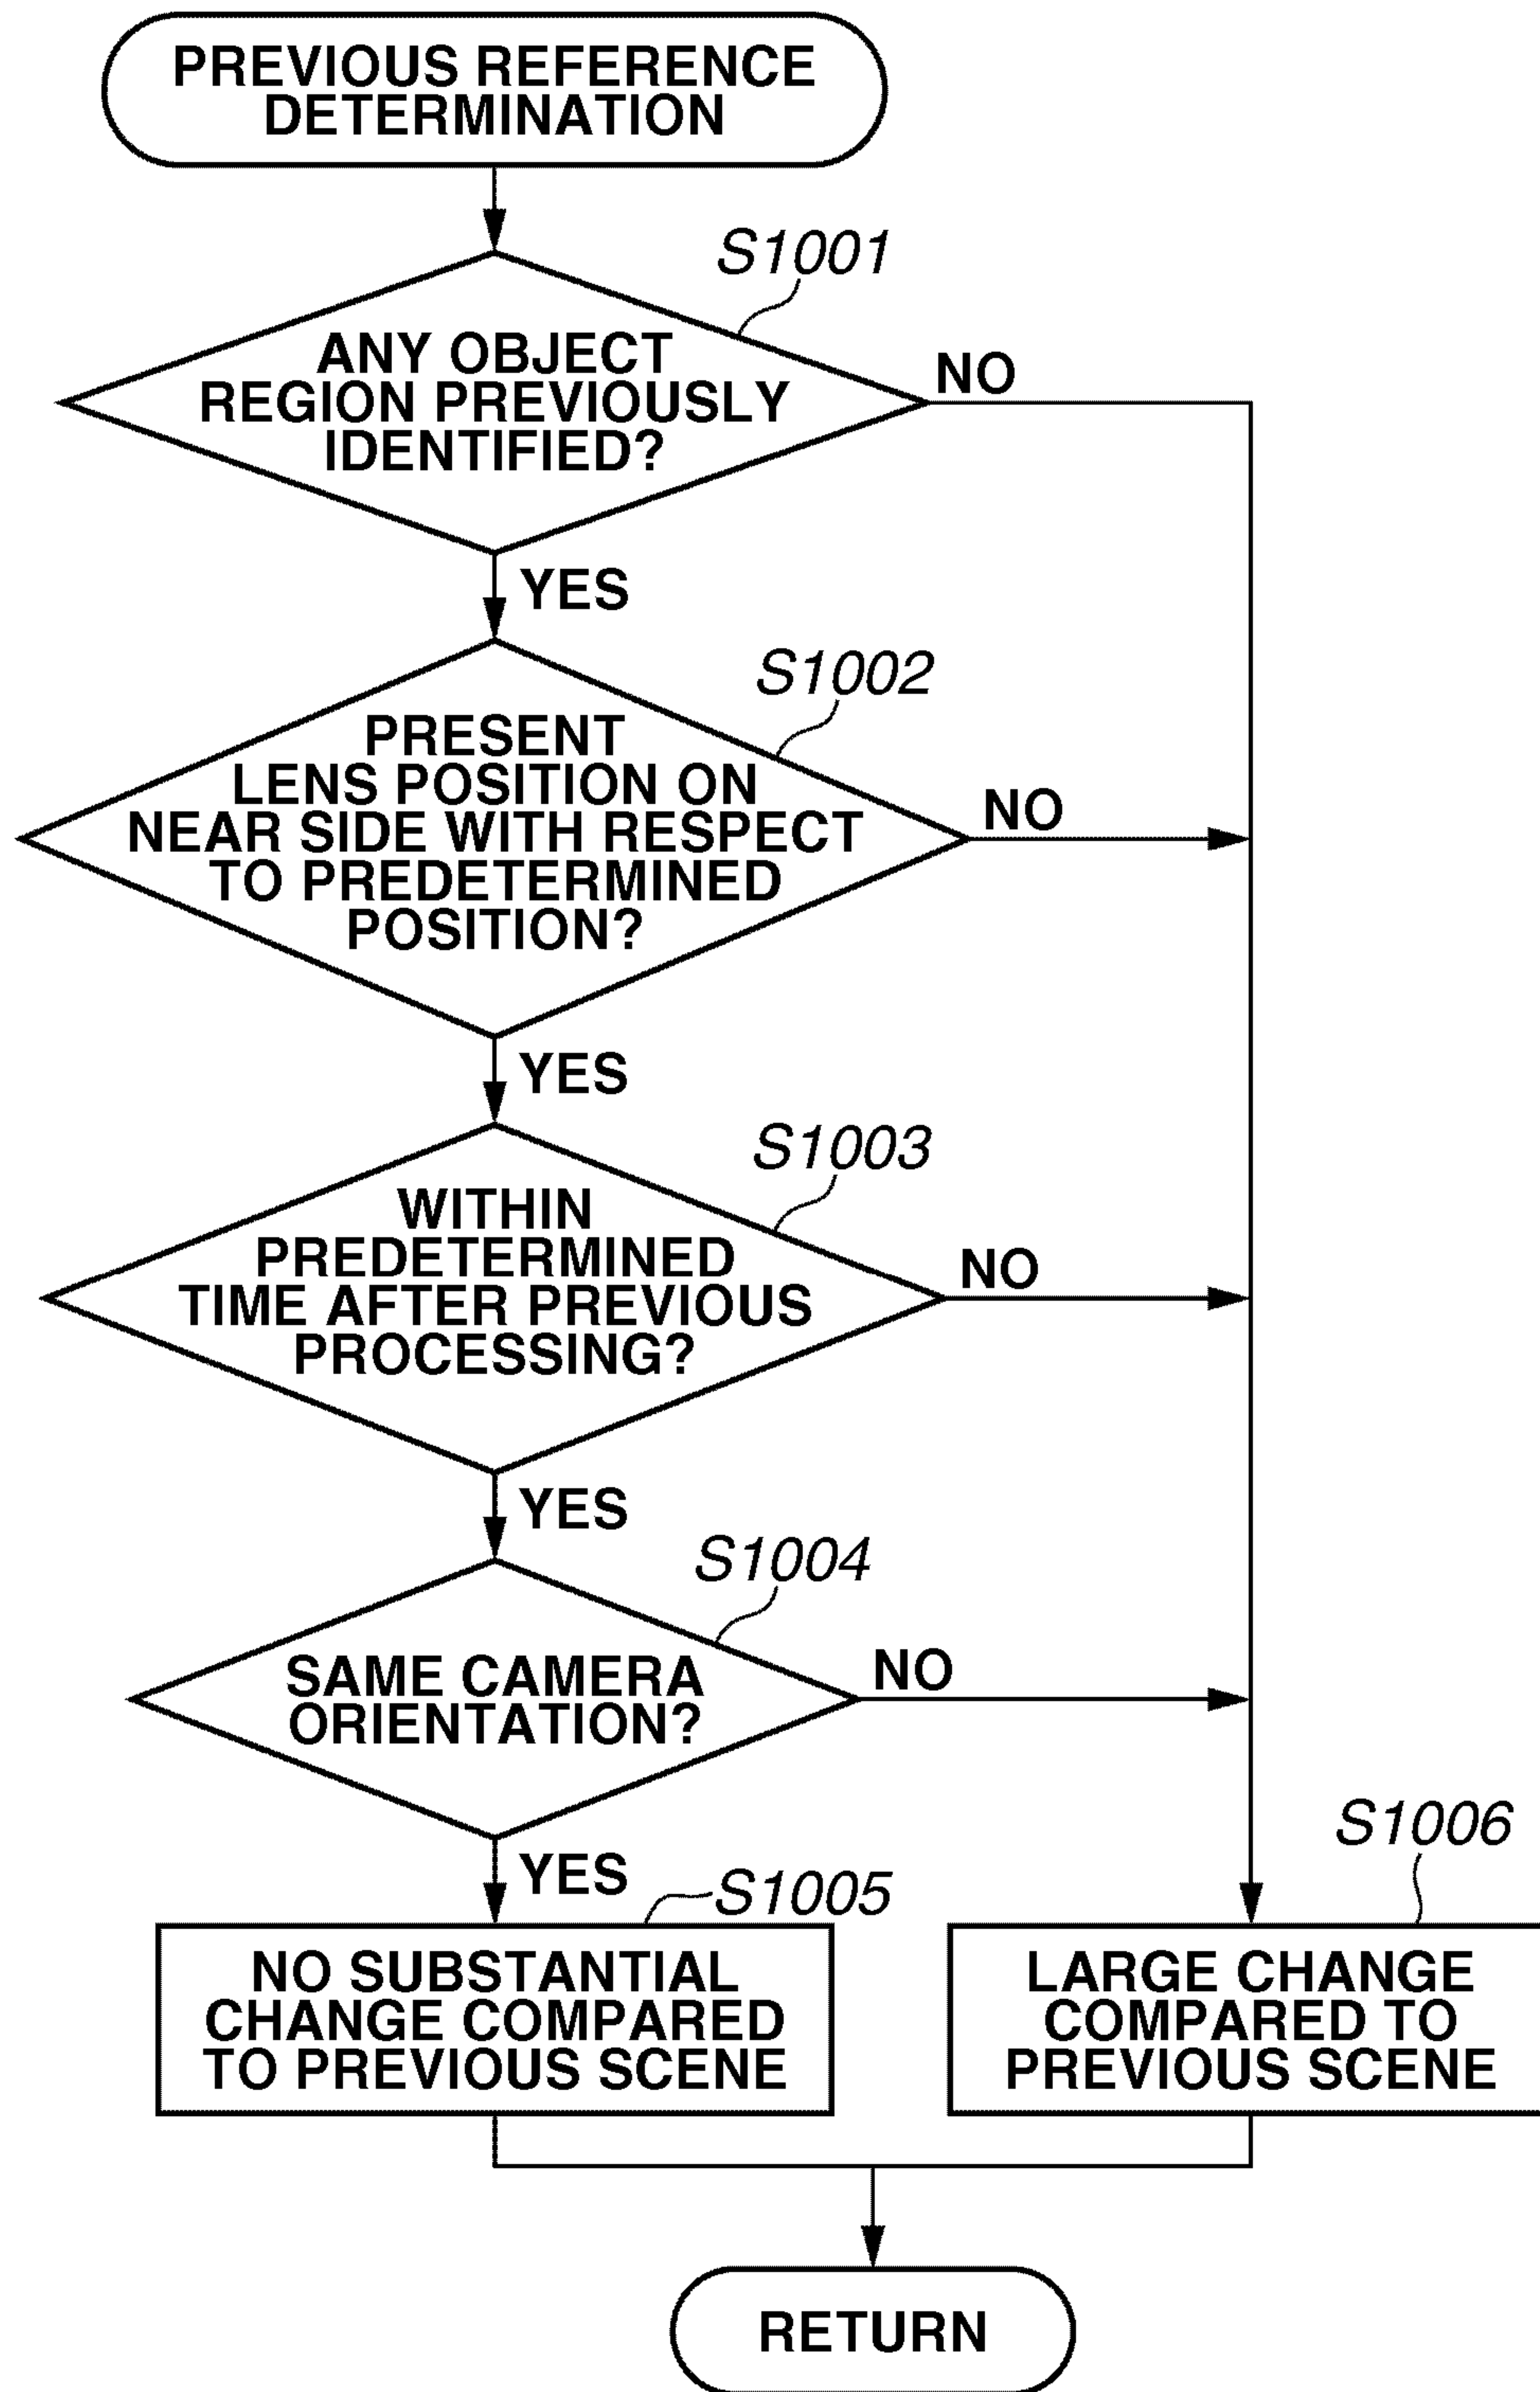 PREVIOUS REFERENCE
DETERMINATION
S1001
ANY OBJECT
REGION PREVIOUSLY
IDENTIFIED?
NO
YES
S1002
PRESENT
LENS POSITION ON
NEAR SIDE WITH RESPECT
TO PREDETERMINED
POSITION?
NO
YES
S1003
WITHIN
PREDETERMINED
TIME AFTER PREVIOUS
PROCESSING?
NO
YES
S1004
SAME CAMERA
ORIENTATION?
NO
YES
S1005
NO SUBSTANTIAL
CHANGE COMPARED
TO PREVIOUS SCENE
S1006
LARGE CHANGE
COMPARED TO
PREVIOUS SCENE
RETURN